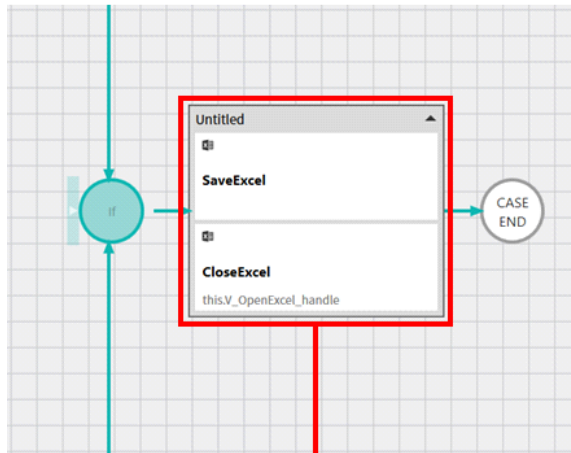 Untitled
SaveExcel
If
CASE
END
CloseExcel
this.V_OpenExcel_handle